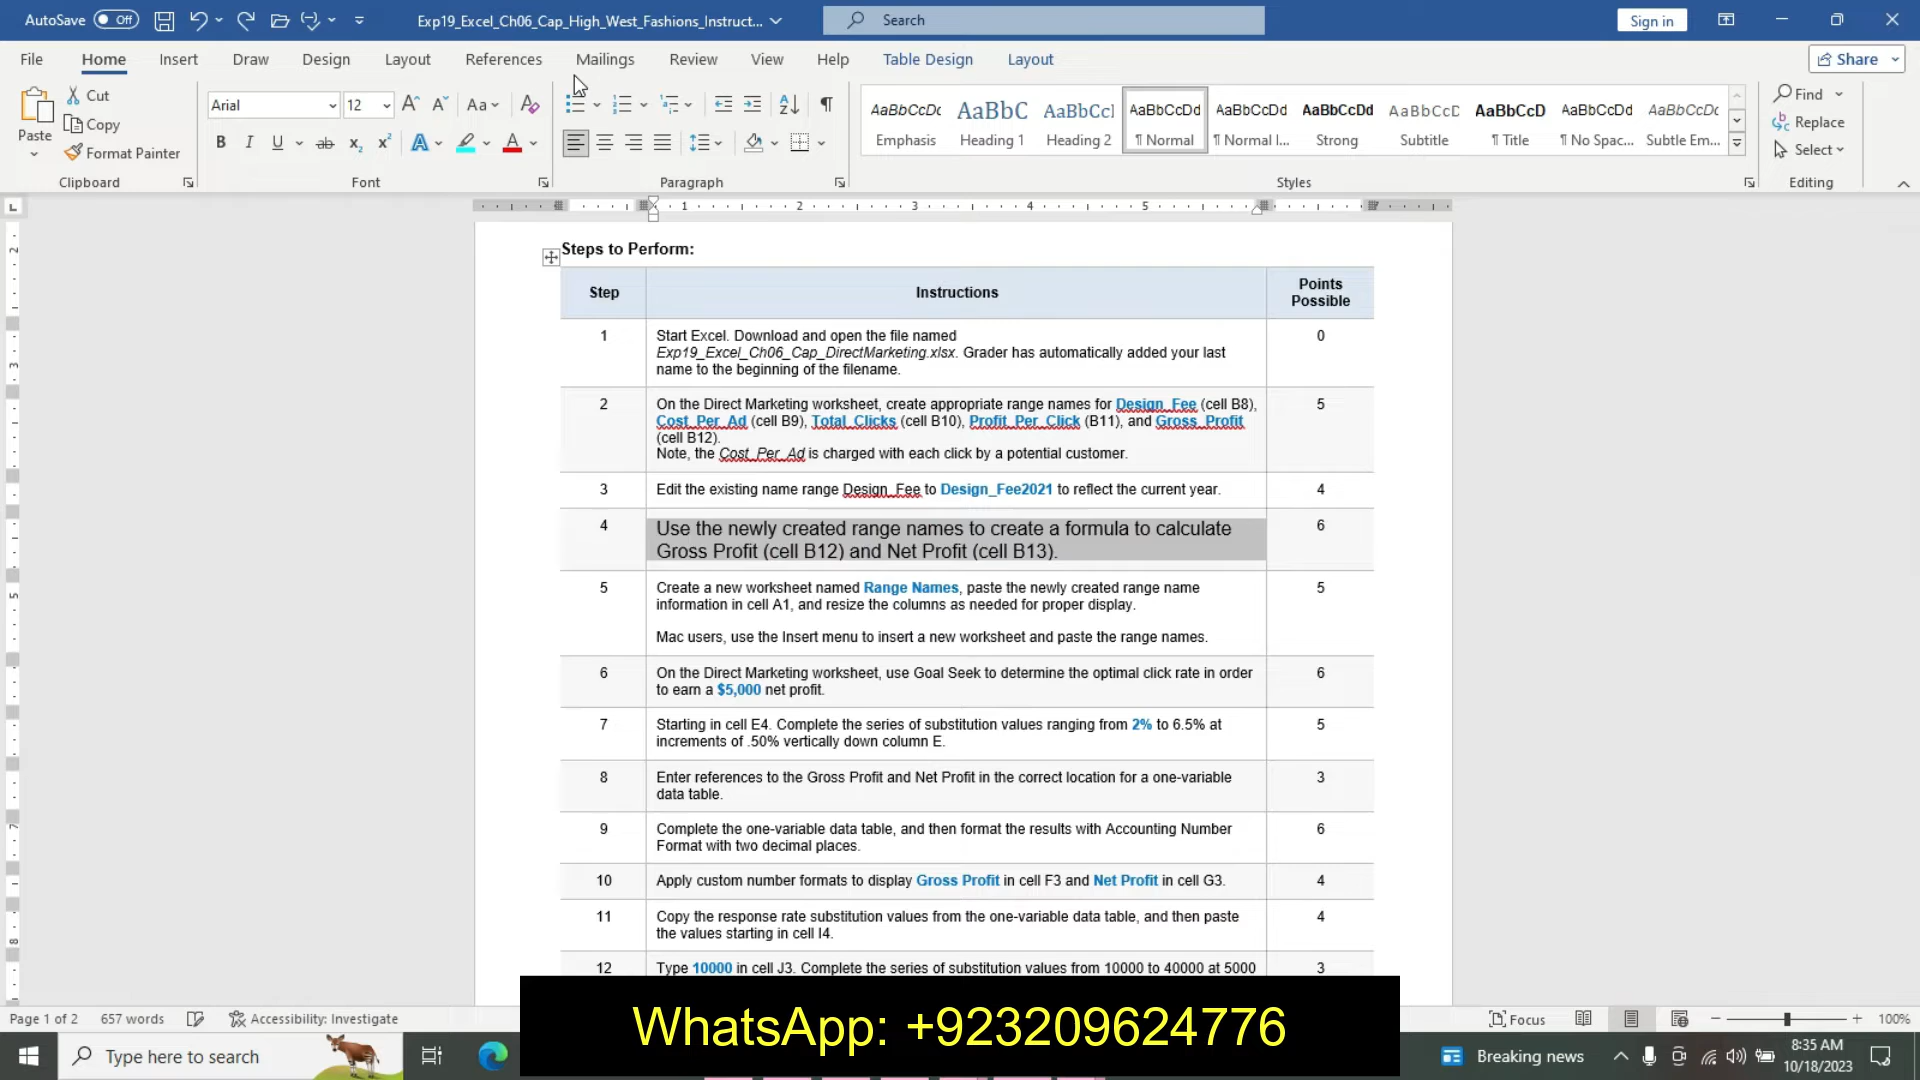 AutoSave Off
Exp19_Excel_Ch06_Cap_High_West_Fashions_Instruct...
Search
Sign in
File Home Insert Draw Design Layout References Mailings Review View Help Table Design Layout
Share
Paste
Cut
Copy
Format Painter
Clipboard
Arial 12
Font
Paragraph
AaBbCcDc Emphasis
AaBbC Heading 1
AaBbCcI Heading 2
AaBbCcDd ¶ Normal
AaBbCcDd ¶ Normal I...
AaBbCcDd Strong
AaBbCcD Subtitle
AaBbCcD ¶ Title
AaBbCcDd ¶ No Spac...
AaBbCcDd Subtle Em...
Styles
Find
Replace
Select
Editing
Steps to Perform:
Step Instructions Points Possible
1 Start Excel. Download and open the file named 0
Exp19_Excel_Ch06_Cap_DirectMarketing.xlsx. Grader has automatically added your last
name to the beginning of the filename.
2 On the Direct Marketing worksheet, create appropriate range names for Design_Fee (cell B8), 5
Cost_Per_Ad (cell B9), Total_Clicks (cell B10), Profit_Per_Click (B11), and Gross_Profit
(cell B12).
Note, the Cost_Per_Ad is charged with each click by a potential customer.
3 Edit the existing name range Design_Fee to Design_Fee2021 to reflect the current year. 4
4 Use the newly created range names to create a formula to calculate 6
Gross Profit (cell B12) and Net Profit (cell B13).
5 Create a new worksheet named Range Names, paste the newly created range name 5
information in cell A1, and resize the columns as needed for proper display.
Mac users, use the Insert menu to insert a new worksheet and paste the range names.
6 On the Direct Marketing worksheet, use Goal Seek to determine the optimal click rate in order 6
to earn a $5,000 net profit.
7 Starting in cell E4. Complete the series of substitution values ranging from 2% to 6.5% at 5
increments of .50% vertically down column E.
8 Enter references to the Gross Profit and Net Profit in the correct location for a one-variable 3
data table.
9 Complete the one-variable data table, and then format the results with Accounting Number 6
Format with two decimal places.
10 Apply custom number formats to display Gross Profit in cell F3 and Net Profit in cell G3. 4
11 Copy the response rate substitution values from the one-variable data table, and then paste 4
the values starting in cell I4.
12 Type 10000 in cell J3. Complete the series of substitution values from 10000 to 40000 at 5000 3
WhatsApp: +923209624776
Page 1 of 2 657 words Accessibility: Investigate
Focus
100%
Type here to search
Breaking news
8:35 AM
10/18/2023